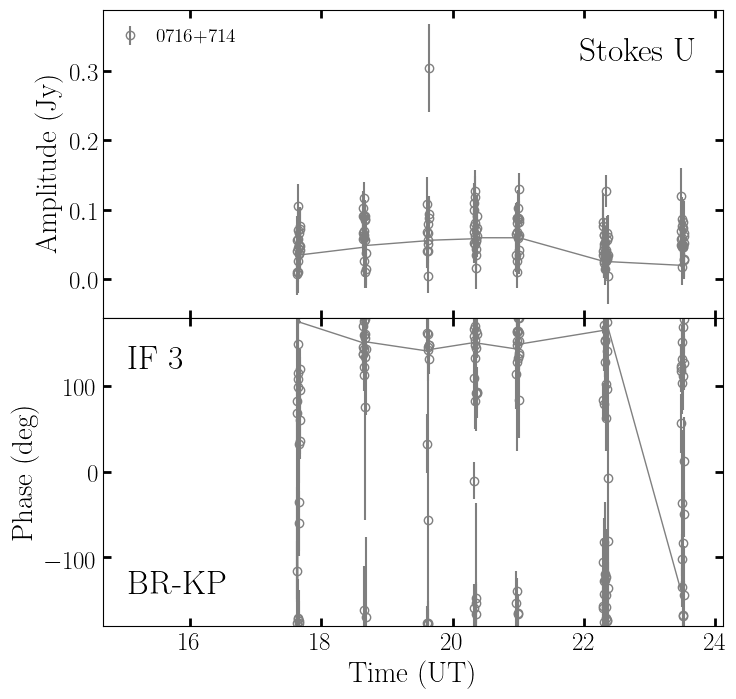 0716+714
Stokes U
Amplitude (Jy)
0.3
0.2
0.1
0.0
IF 3
Phase (deg)
100
0
−100
BR-KP
16 18 20 22 24
Time (UT)